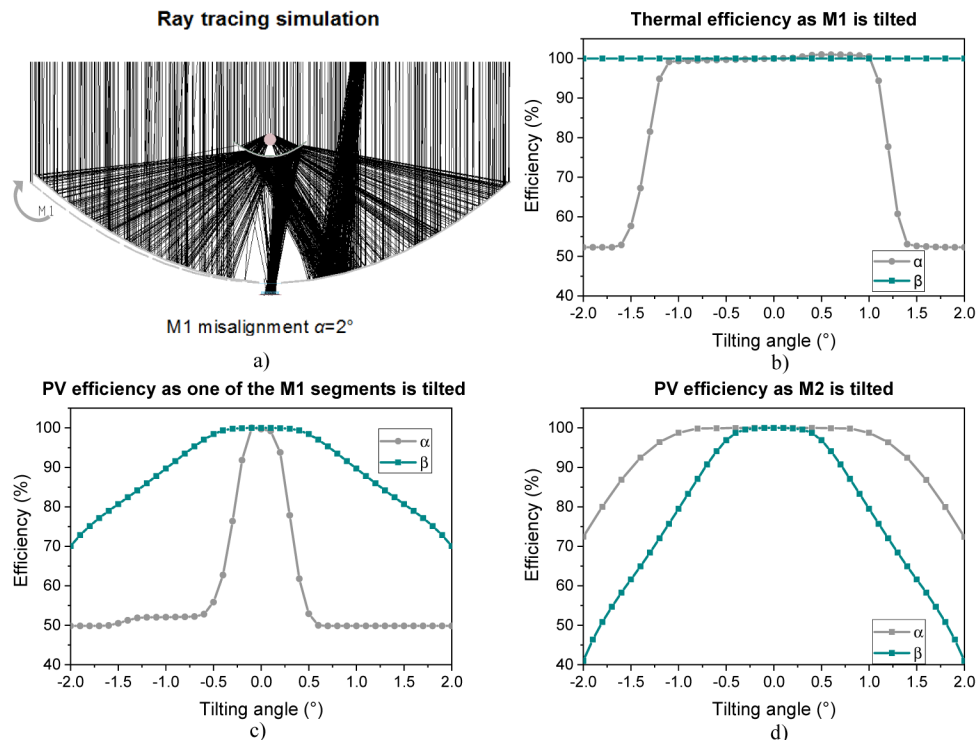 Ray tracing simulation
M1
M1 misalignment α=2°
a)
Thermal efficiency as M1 is tilted
Efficiency (%)
100
90
80
70
60
50
40
α
β
-2.0 -1.5 -1.0 -0.5 0.0 0.5 1.0 1.5 2.0
Tilting angle (°)
b)
PV efficiency as one of the M1 segments is tilted
Efficiency (%)
100
90
80
70
60
50
40
α
β
-2.0 -1.5 -1.0 -0.5 0.0 0.5 1.0 1.5 2.0
Tilting angle (°)
c)
PV efficiency as M2 is tilted
Efficiency (%)
100
90
80
70
60
50
40
α
β
-2.0 -1.5 -1.0 -0.5 0.0 0.5 1.0 1.5 2.0
Tilting angle (°)
d)